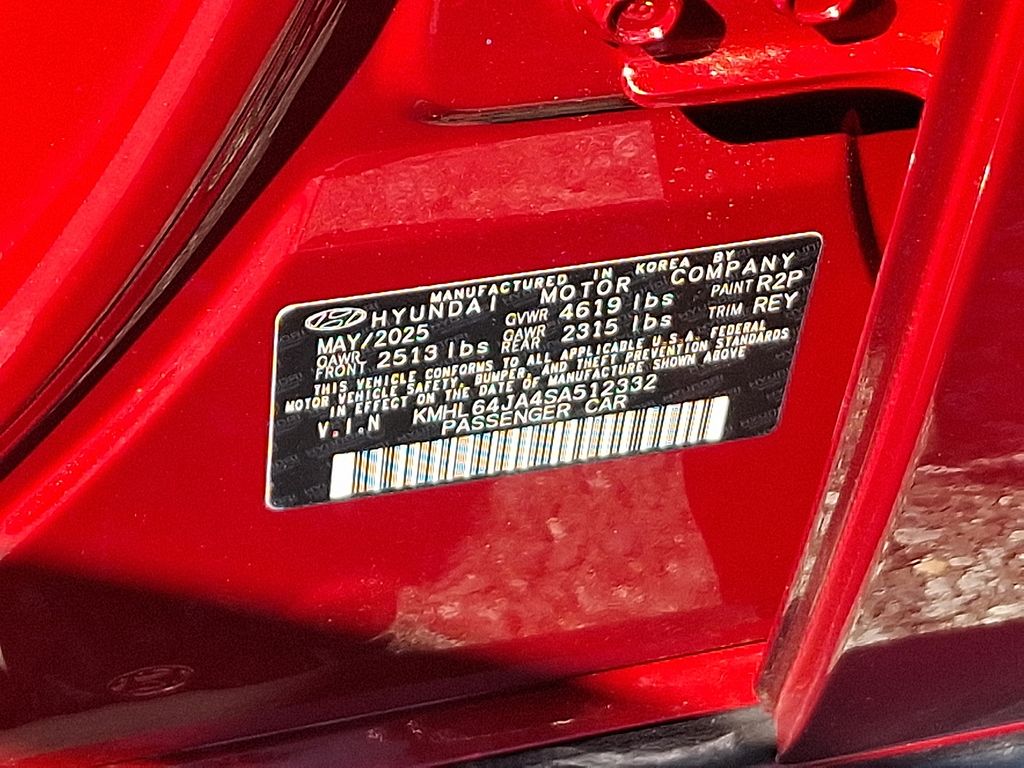 MANUFACTURED IN KOREA BY
HYUNDAI MOTOR COMPANY
MAY/2025 GVWR 4619 lbs PAINT R2P
GAWR FRONT 2513 lbs GAWR REAR 2315 lbs TRIM REY
THIS VEHICLE CONFORMS TO ALL APPLICABLE U.S.A. FEDERAL
MOTOR VEHICLE SAFETY, BUMPER, AND THEFT PREVENTION STANDARDS
IN EFFECT ON THE DATE OF MANUFACTURE SHOWN ABOVE
V.I.N KMHL64JA4SA512332
PASSENGER CAR